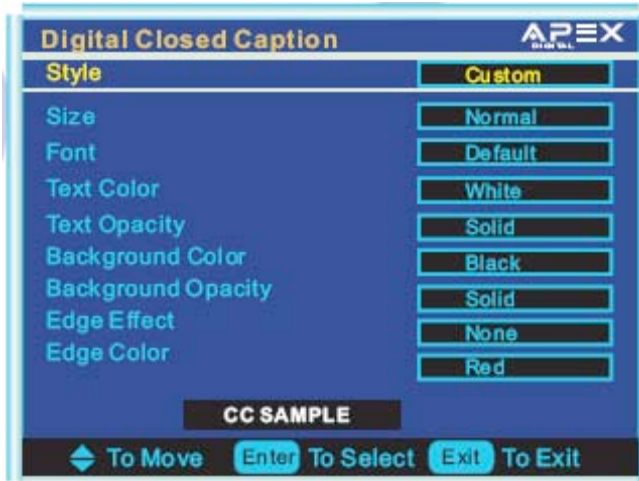 Digital Closed Caption APEX
DIGITAL
Style Custom
Size Normal
Font Default
Text Color White
Text Opacity Solid
Background Color Black
Background Opacity Solid
Edge Effect None
Edge Color Red
CC SAMPLE
To Move Enter To Select Exit To Exit